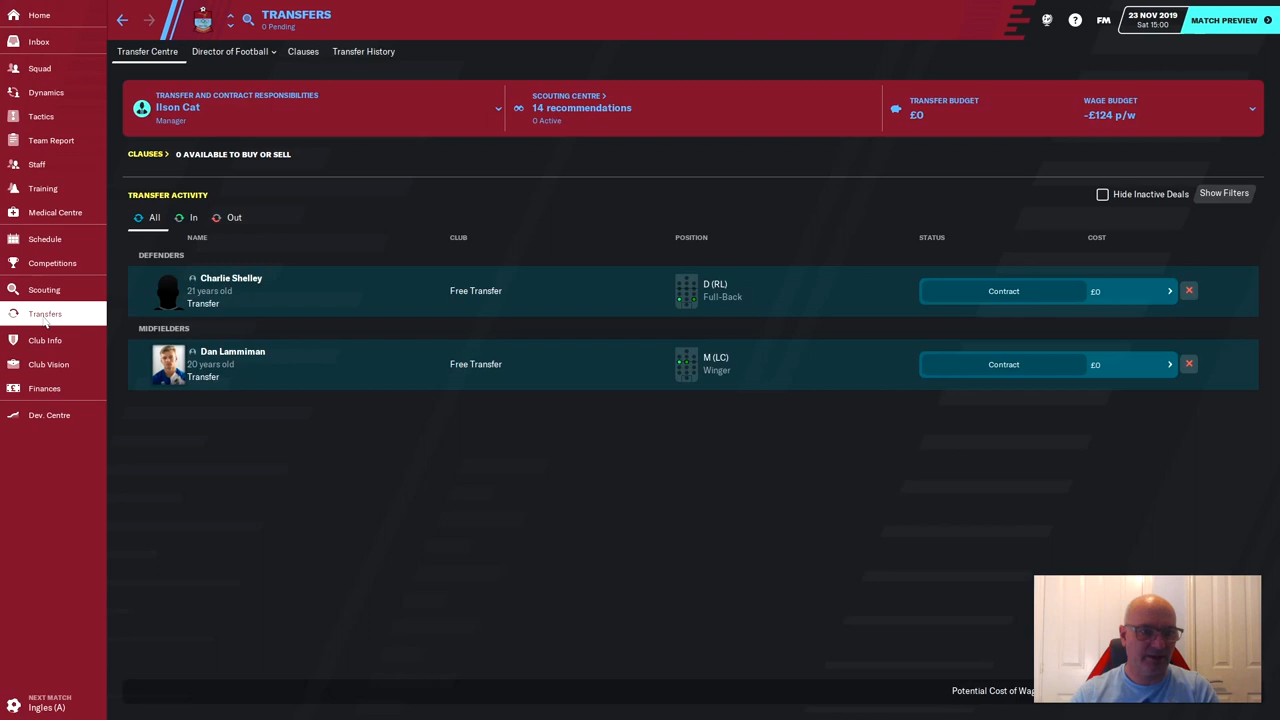 Home
TRANSFERS
0 Pending
FM
23 NOV 2019
Sat 15:00
MATCH PREVIEW
Inbox
Squad
Dynamics
Tactics
Team Report
Staff
Training
Medical Centre
Schedule
Competitions
Scouting
Transfers
Club Info
Club Vision
Finances
Dev. Centre
NEXT MATCH
Ingles (A)
Transfer Centre
Director of Football
Clauses
Transfer History
TRANSFER AND CONTRACT RESPONSIBILITIES
Ilson Cat
Manager
SCOUTING CENTRE >
14 recommendations
0 Active
TRANSFER BUDGET
£0
WAGE BUDGET
-£124 p/w
CLAUSES > 0 AVAILABLE TO BUY OR SELL
TRANSFER ACTIVITY
Hide Inactive Deals
Show Filters
All
In
Out
NAME CLUB POSITION STATUS COST
DEFENDERS
Charlie Shelley
21 years old
Transfer
Free Transfer
D (RL)
Full-Back
Contract
£0
MIDFIELDERS
Dan Lammiman
20 years old
Transfer
Free Transfer
M (LC)
Winger
Contract
£0
Potential Cost of